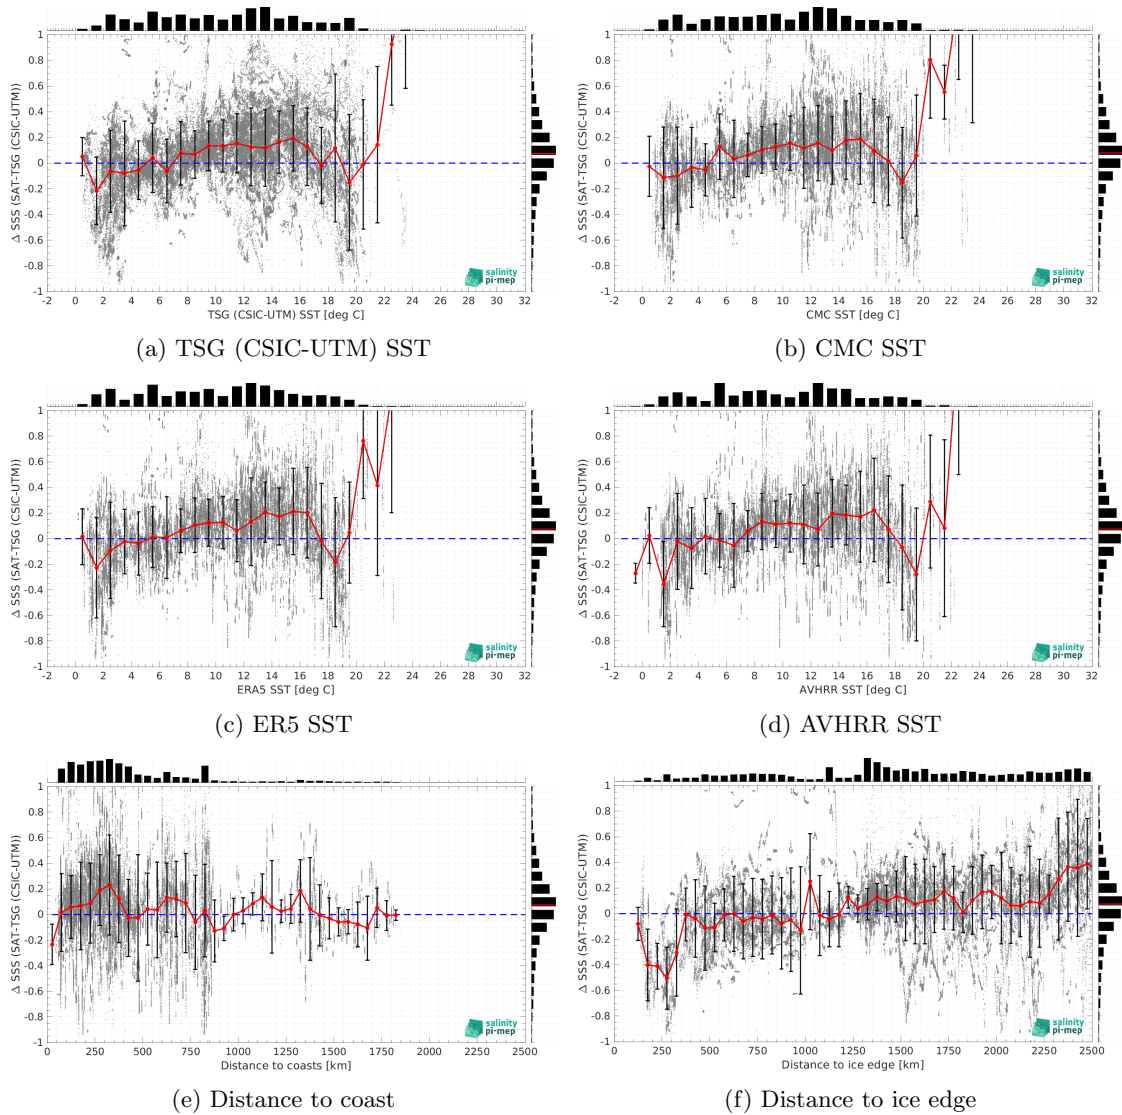 1
0.8
0.6
0.4
0.2
0
-0.2
-0.4
-0.6
-0.8
-1
Δ SSS (SAT-TSG (CSIC-UTM))
salinity
pi-mep
-2 0 2 4 6 8 10 12 14 16 18 20 22 24 26 28 30 32
TSG (CSIC-UTM) SST [deg C]
(a) TSG (CSIC-UTM) SST
1
0.8
0.6
0.4
0.2
0
-0.2
-0.4
-0.6
-0.8
-1
Δ SSS (SAT-TSG (CSIC-UTM))
salinity
pi-mep
-2 0 2 4 6 8 10 12 14 16 18 20 22 24 26 28 30 32
CMC SST [deg C]
(b) CMC SST
1
0.8
0.6
0.4
0.2
0
-0.2
-0.4
-0.6
-0.8
-1
Δ SSS (SAT-TSG (CSIC-UTM))
salinity
pi-mep
-2 0 2 4 6 8 10 12 14 16 18 20 22 24 26 28 30 32
ERA5 SST [deg C]
(c) ER5 SST
1
0.8
0.6
0.4
0.2
0
-0.2
-0.4
-0.6
-0.8
-1
Δ SSS (SAT-TSG (CSIC-UTM))
salinity
pi-mep
-2 0 2 4 6 8 10 12 14 16 18 20 22 24 26 28 30 32
AVHRR SST [deg C]
(d) AVHRR SST
1
0.8
0.6
0.4
0.2
0
-0.2
-0.4
-0.6
-0.8
-1
Δ SSS (SAT-TSG (CSIC-UTM))
salinity
pi-mep
0 250 500 750 1000 1250 1500 1750 2000 2250 2500
Distance to coasts [km]
(e) Distance to coast
1
0.8
0.6
0.4
0.2
0
-0.2
-0.4
-0.6
-0.8
-1
Δ SSS (SAT-TSG (CSIC-UTM))
salinity
pi-mep
0 250 500 750 1000 1250 1500 1750 2000 2250 2500
Distance to ice edge [km]
(f) Distance to ice edge